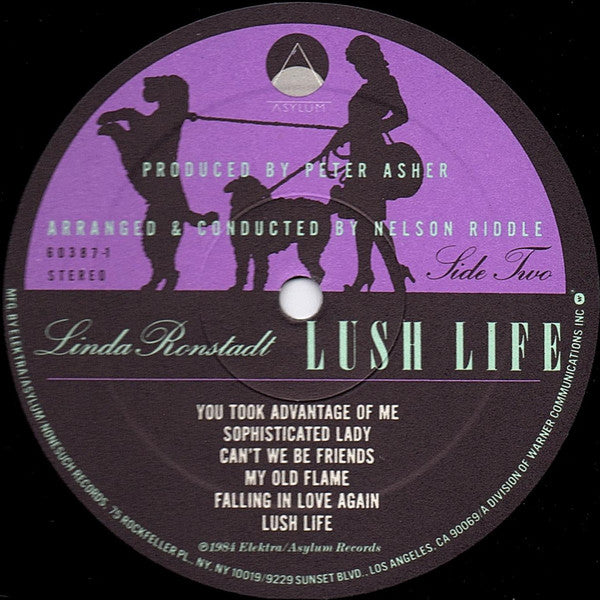 ASYLUM
PRODUCED BY PETER ASHER
ARRANGED & CONDUCTED BY NELSON RIDDLE
60387-1
STEREO
Side Two
Linda Ronstadt LUSH LIFE
YOU TOOK ADVANTAGE OF ME
SOPHISTICATED LADY
CAN'T WE BE FRIENDS
MY OLD FLAME
FALLING IN LOVE AGAIN
LUSH LIFE
℗1984 Elektra/Asylum Records
MFG. BY ELEKTRA/ASYLUM/NONESUCH RECORDS, 75 ROCKFELLER PL., NY, NY 10019/9229 SUNSET BLVD., LOS ANGELES, CA 90069/A DIVISION OF WARNER COMMUNICATIONS INC